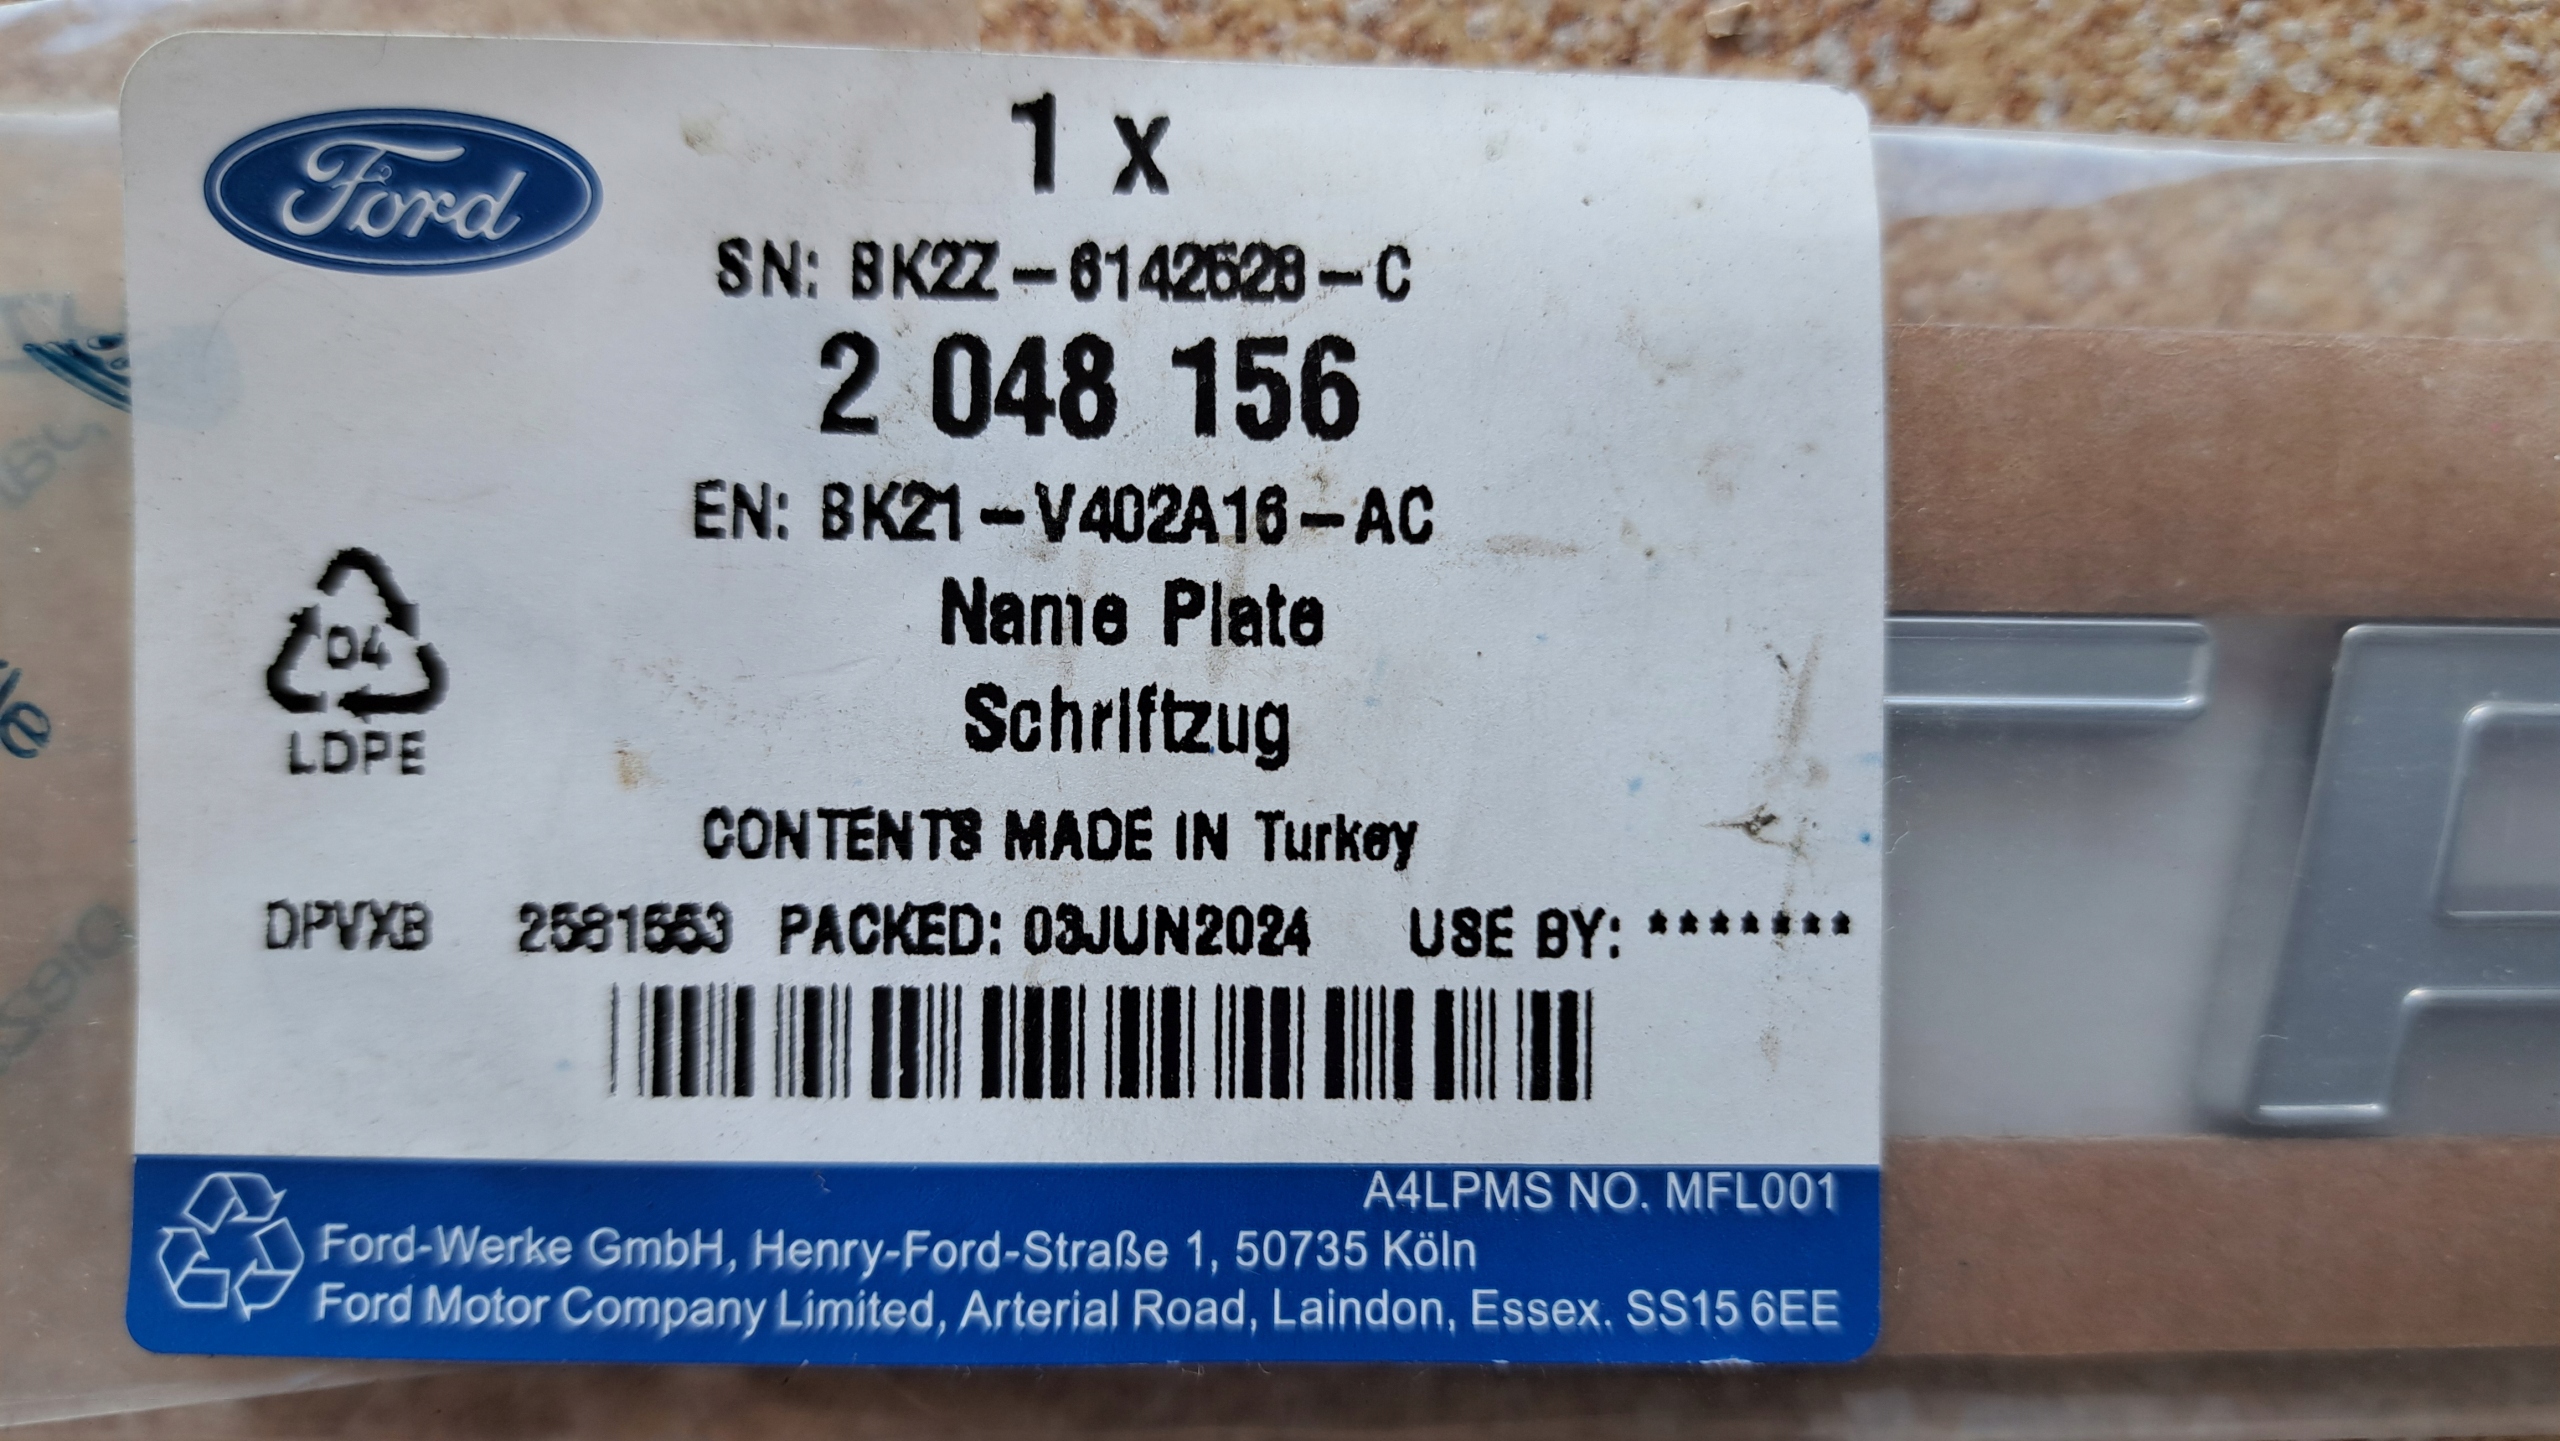 Ford
1 x
SN: BK2Z-6142528-C
2 048 156
EN: BK21-V402A16-AC
Name Plate
Schriftzug
04
LDPE
CONTENTS MADE IN Turkey
DPVXB 2581553 PACKED: 03JUN2024 USE BY: *******
A4LPMS NO. MFL001
Ford-Werke GmbH, Henry-Ford-Straße 1, 50735 Köln
Ford Motor Company Limited, Arterial Road, Laindon, Essex. SS15 6EE